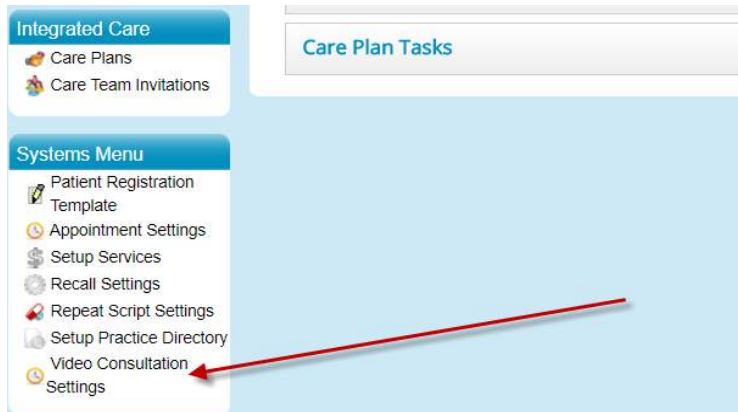 Integrated Care
Care Plans
Care Team Invitations
Care Plan Tasks
Systems Menu
Patient Registration
Template
Appointment Settings
Setup Services
Recall Settings
Repeat Script Settings
Setup Practice Directory
Video Consultation
Settings